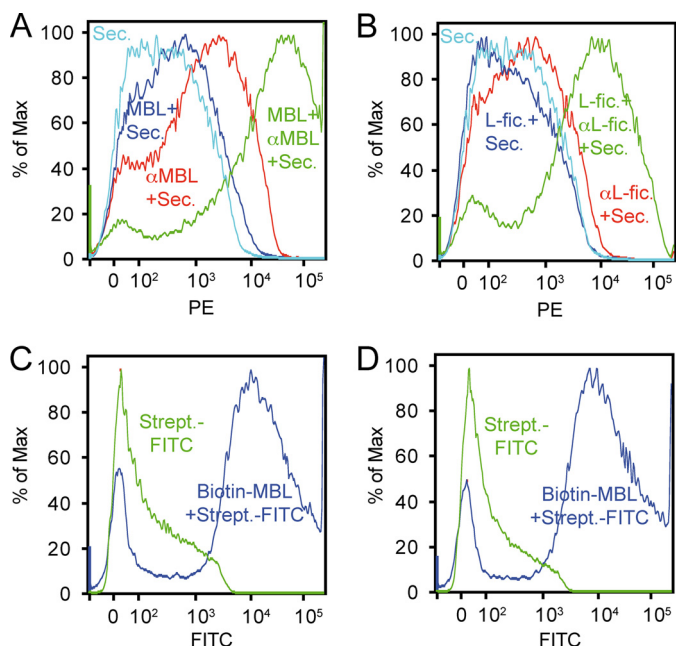 A
Sec.
100
80
60
40
20
0
% of Max
MBL+
Sec.
αMBL
+Sec.
MBL+
αMBL
+Sec.
0 10² 10³ 10⁴ 10⁵
PE
B
Sec.
100
80
60
40
20
0
% of Max
L-fic.+
Sec.
L-fic.+
αL-fic.
+Sec.
αL-fic.
+Sec.
0 10² 10³ 10⁴ 10⁵
PE
C
100
80
60
40
20
0
% of Max
Strept.-
FITC
Biotin-MBL
+Strept.-FITC
0 10² 10³ 10⁴ 10⁵
FITC
D
100
80
60
40
20
0
% of Max
Strept.-
FITC
Biotin-MBL
+Strept.-FITC
0 10² 10³ 10⁴ 10⁵
FITC